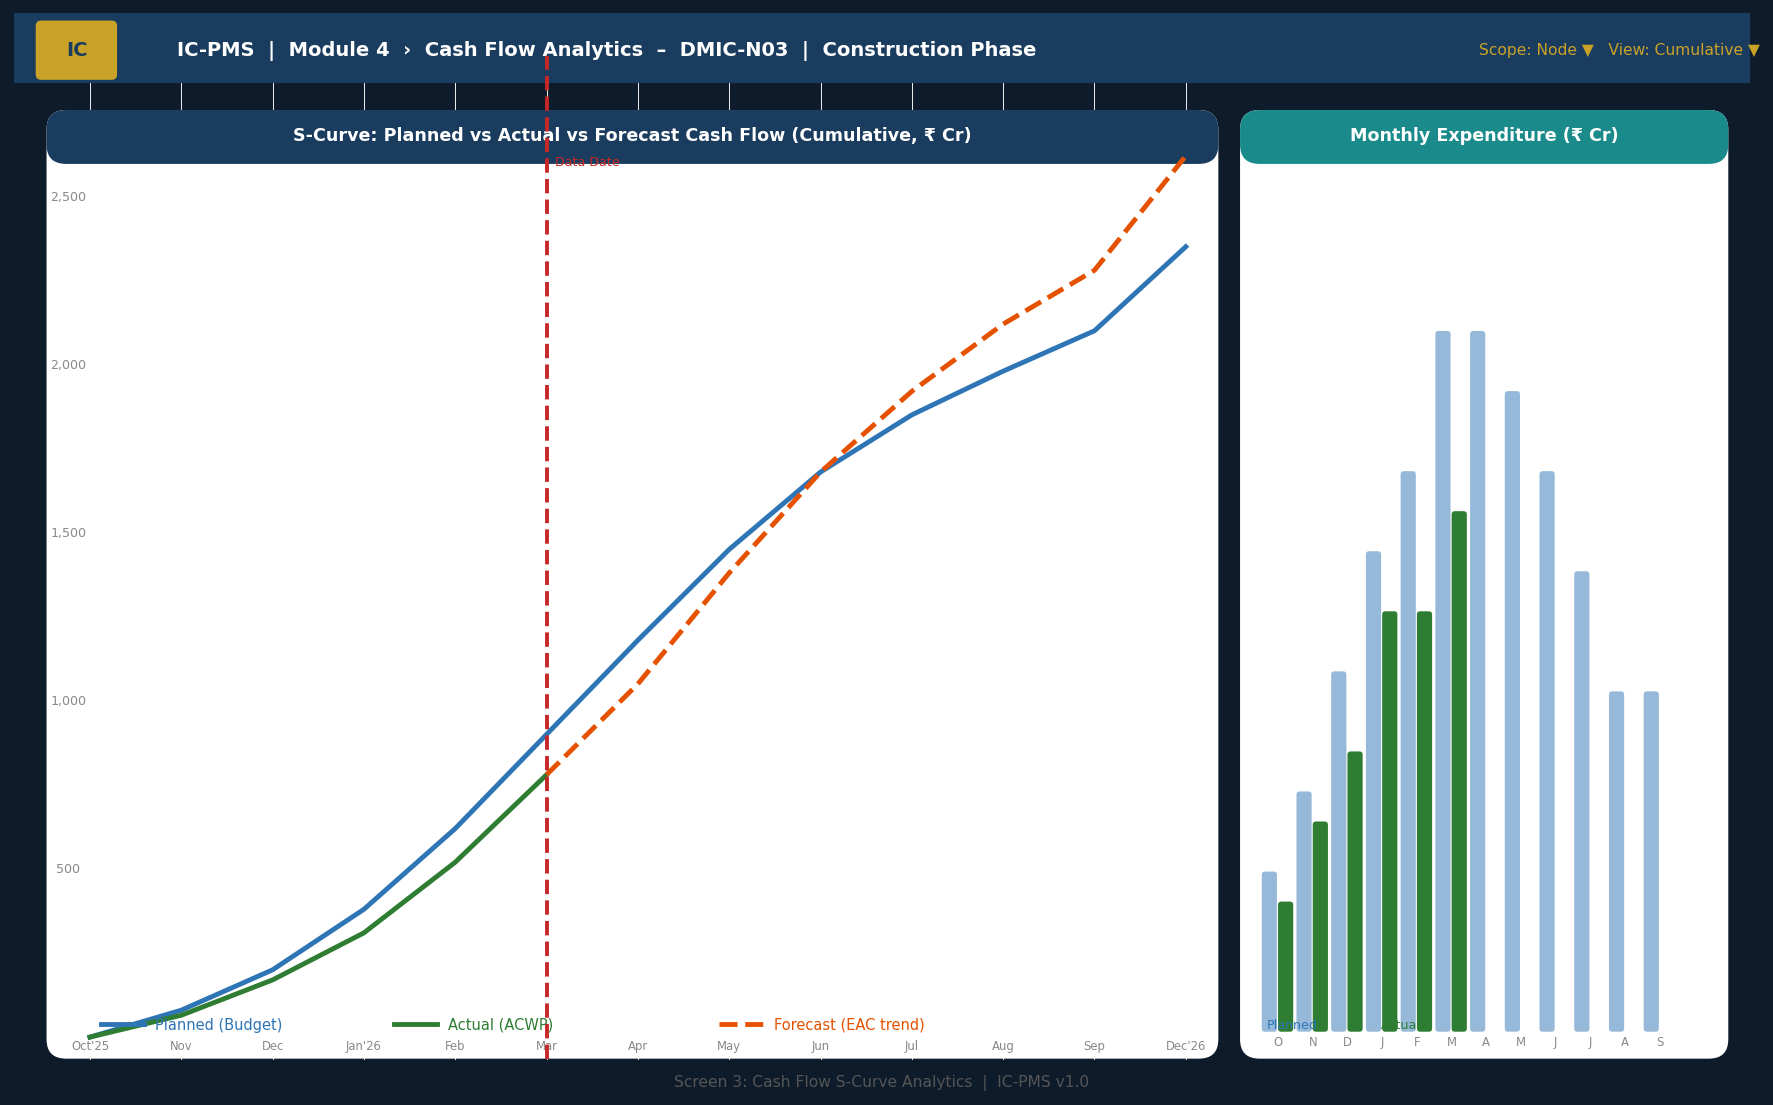 IC
IC-PMS | Module 4 › Cash Flow Analytics – DMIC-N03 | Construction Phase
Scope: Node ▼ View: Cumulative ▼
S-Curve: Planned vs Actual vs Forecast Cash Flow (Cumulative, ₹ Cr)
Data Date
2,500
2,000
1,500
1,000
500
Planned (Budget)
Actual (ACWP)
Forecast (EAC trend)
Oct'25 Nov Dec Jan'26 Feb Mar Apr May Jun Jul Aug Sep Dec'26
Monthly Expenditure (₹ Cr)
Planned
Actual
O N D J F M A M J J A S
Screen 3: Cash Flow S-Curve Analytics | IC-PMS v1.0